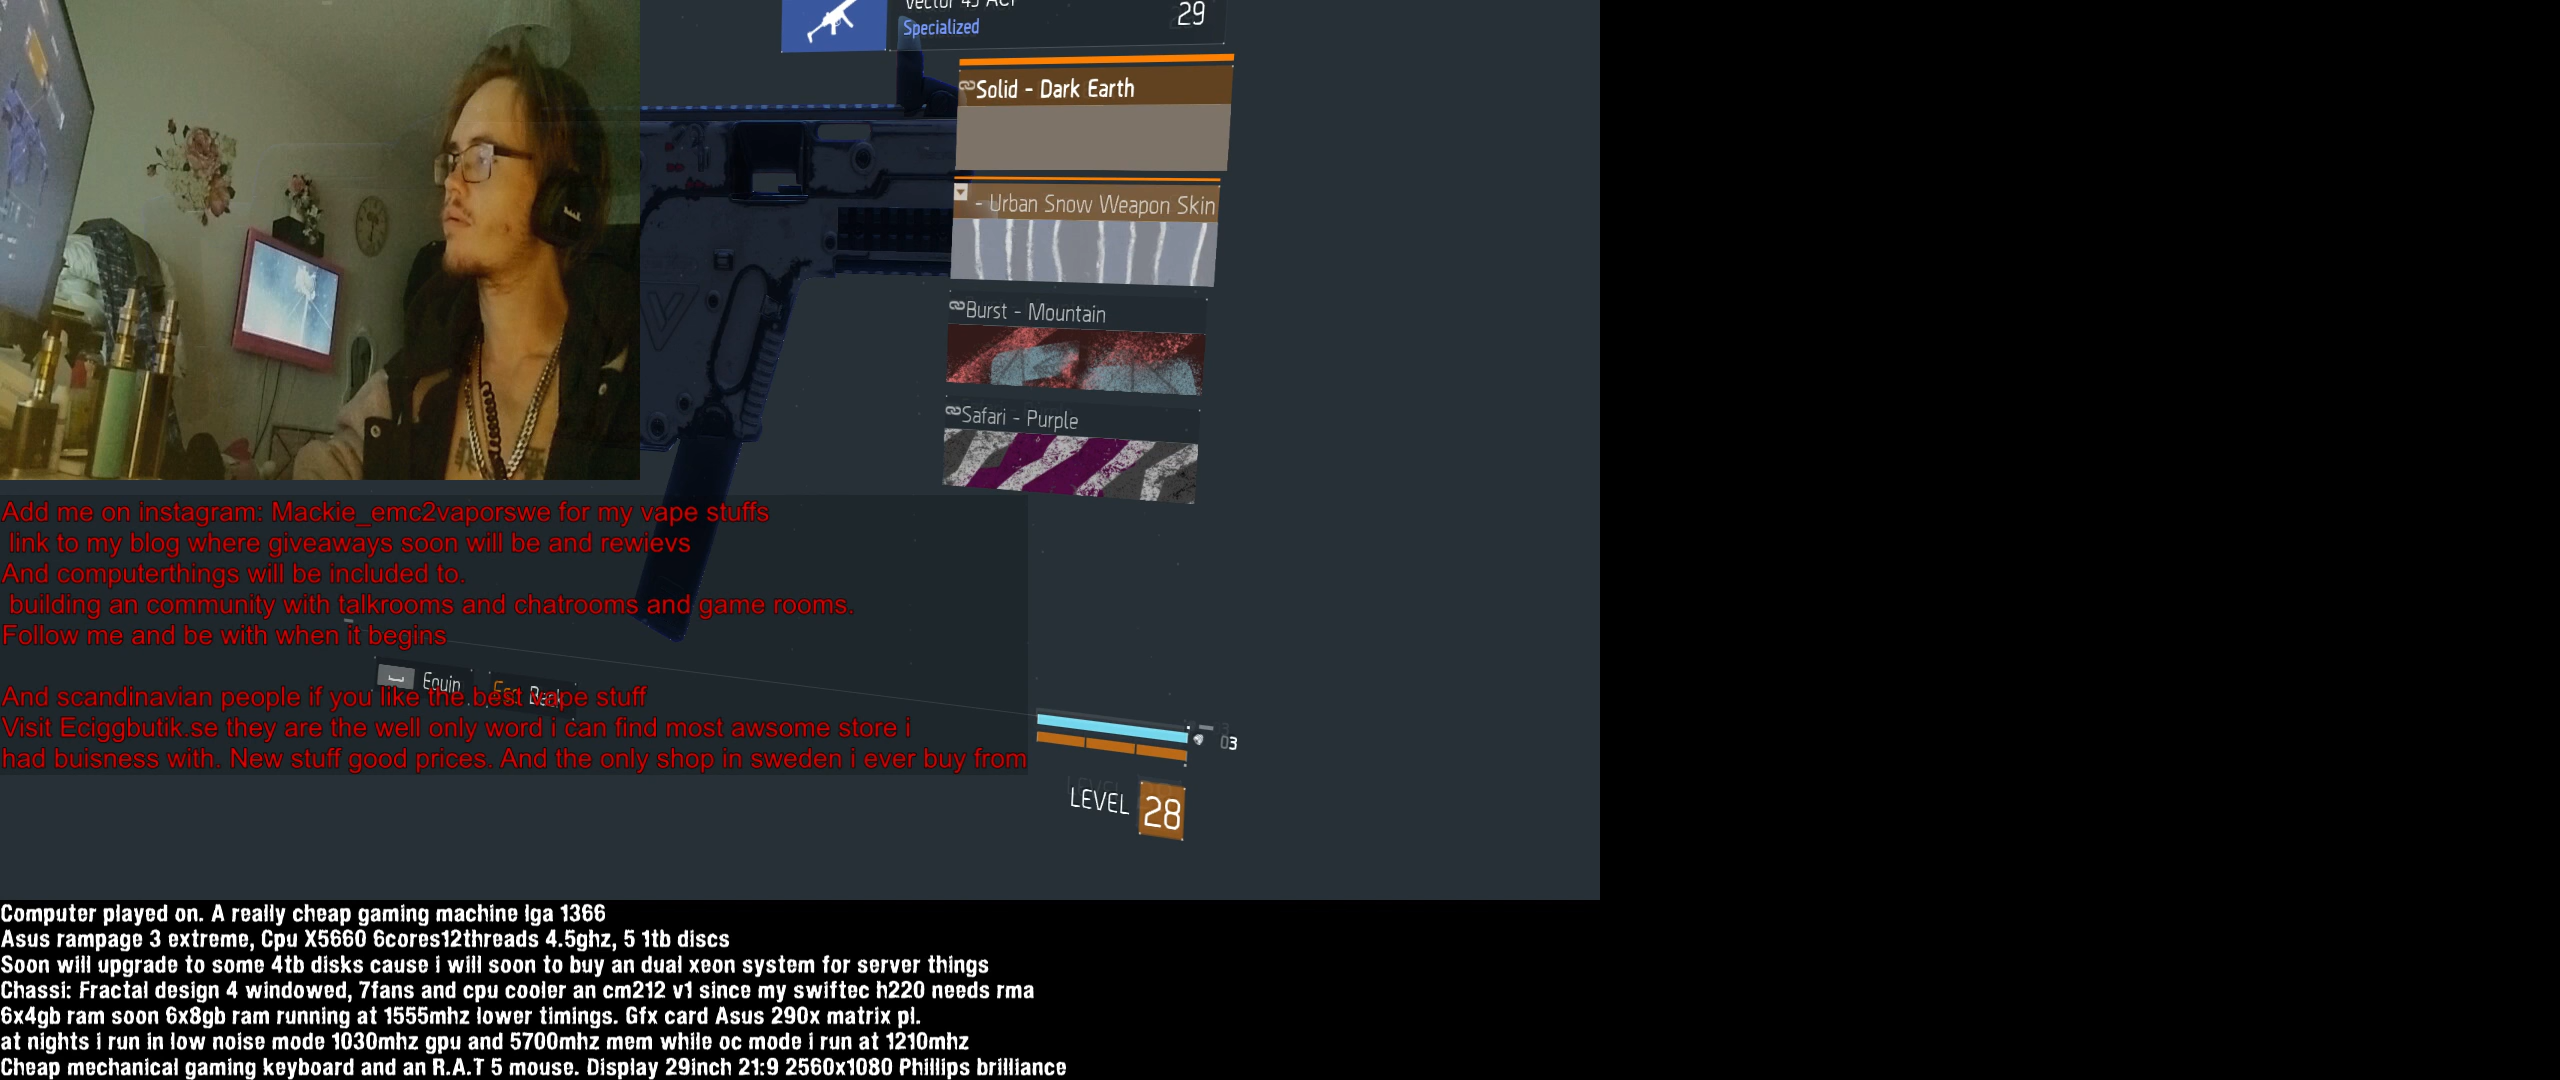 Vector 45 ACP
29
Specialized
Solid - Dark Earth
- Urban Snow Weapon Skin
Burst - Mountain
Safari - Purple
Add me on instagram: Mackie_emc2vaporswe for my vape stuffs
link to my blog where giveaways soon will be and rewievs
And computerthings will be included to.
building an community with talkrooms and chatrooms and game rooms.
Follow me and be with when it begins
Equip
Esc Back
And scandinavian people if you like the best vape stuff
Visit Eciggbutik.se they are the well only word i can find most awsome store i
had buisness with. New stuff good prices. And the only shop in sweden i ever buy from
3
03
LEVEL 28
Computer played on. A really cheap gaming machine lga 1366
Asus rampage 3 extreme, Cpu X5660 6cores12threads 4.5ghz, 5 1tb discs
Soon will upgrade to some 4tb disks cause i will soon to buy an dual xeon system for server things
Chassi: Fractal design 4 windowed, 7fans and cpu cooler an cm212 v1 since my swiftec h220 needs rma
6x4gb ram soon 6x8gb ram running at 1555mhz lower timings. Gfx card Asus 290x matrix pl.
at nights i run in low noise mode 1030mhz gpu and 5700mhz mem while oc mode i run at 1210mhz
Cheap mechanical gaming keyboard and an R.A.T 5 mouse. Display 29inch 21:9 2560x1080 Phillips brilliance